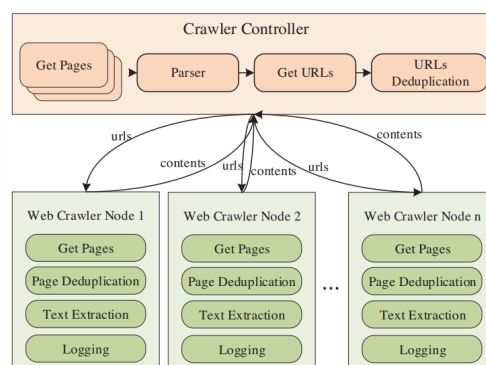 Crawler Controller
Get Pages
Parser
Get URLs
URLs
Deduplication
urls
contents
urls
contents
urls
contents
Web Crawler Node 1
Get Pages
Page Deduplication
Text Extraction
Logging
Web Crawler Node 2
Get Pages
Page Deduplication
Text Extraction
Logging
...
Web Crawler Node n
Get Pages
Page Deduplication
Text Extraction
Logging